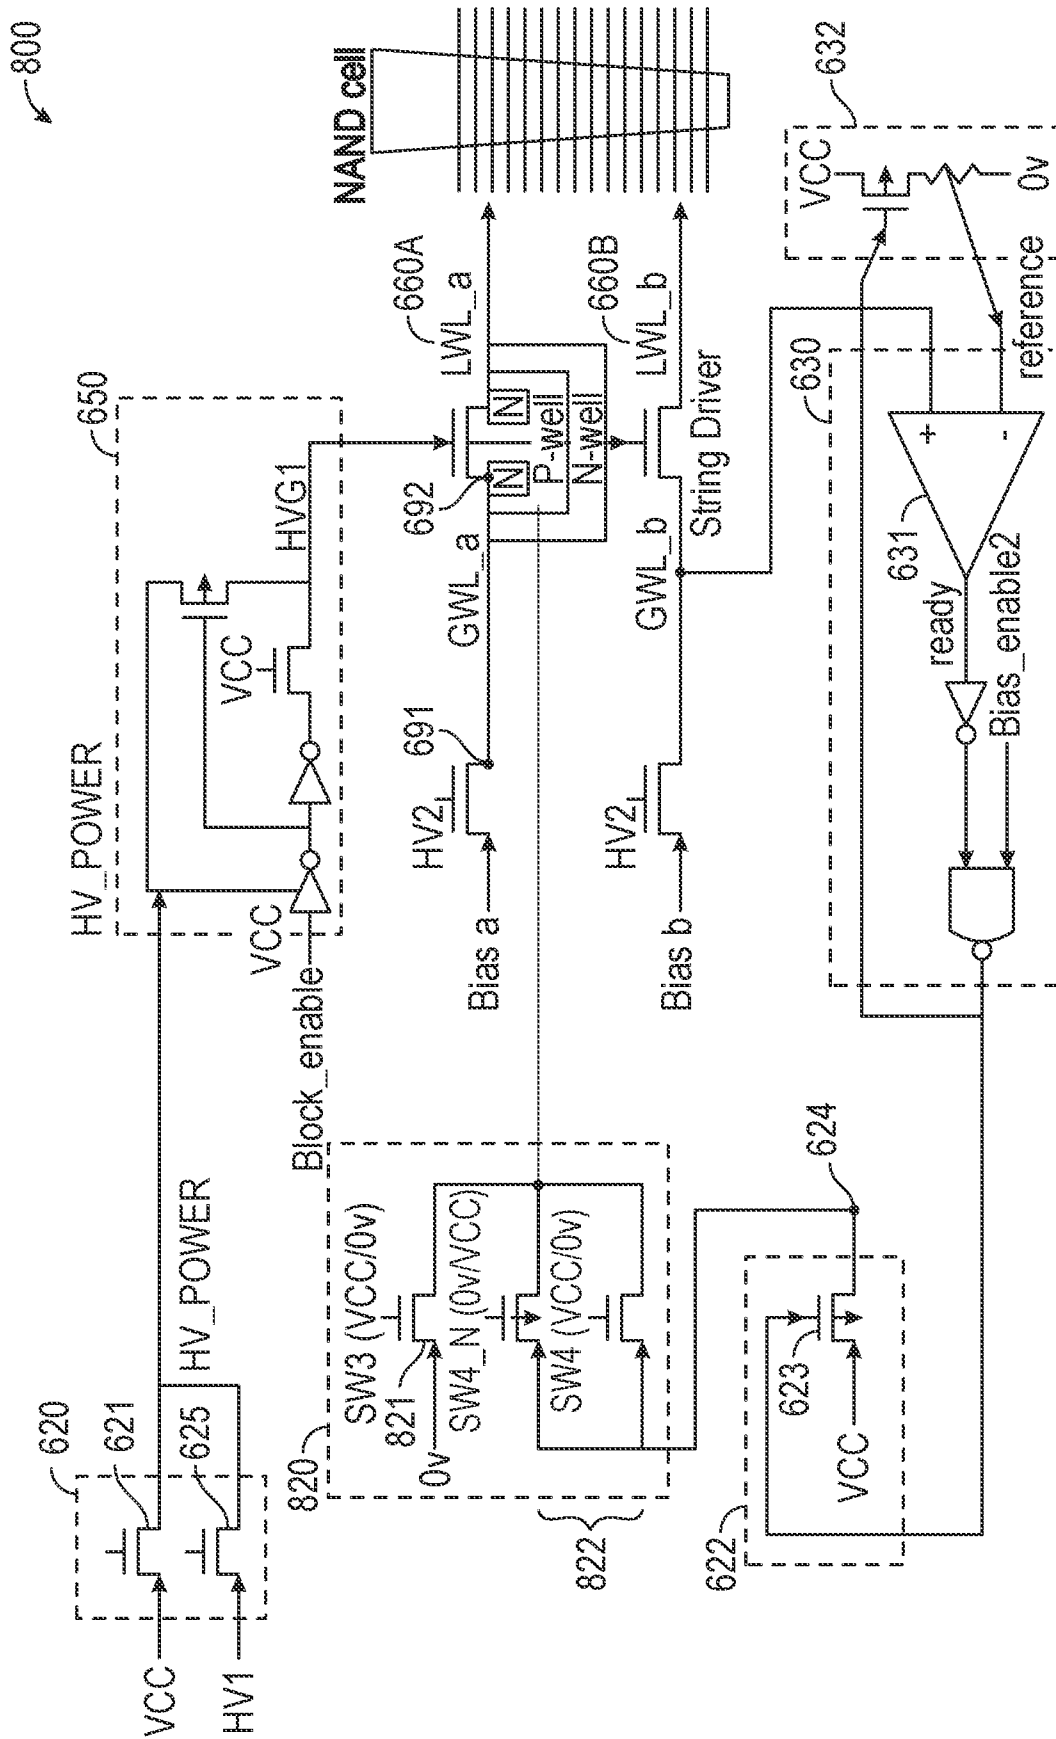 800
NAND cell
632
VCC
0v
reference
650
HV_POWER
HVG1
VCC
VCC
Block_enable
660A
LWL_a
660B
LWL_b
N
N
P-well
N-well
692
GWL_a
String Driver
GWL_b
691
HV2
Bias a
HV2
Bias b
630
+
-
631
ready
Bias_enable2
620
621
625
HV_POWER
VCC
HV1
820
SW3 (VCC/0v)
821
0v
SW4_N (0v/VCC)
SW4 (VCC/0v)
822
624
622
623
VCC